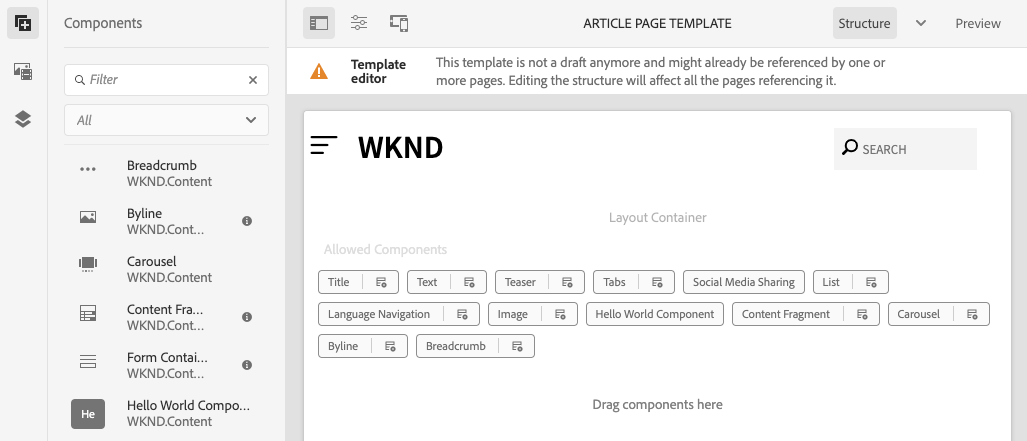 Components
ARTICLE PAGE TEMPLATE
Structure
Preview
Filter
All
Breadcrumb
WKND.Content
Byline
WKND.Cont...
Carousel
WKND.Content
Content Fra...
WKND.Cont...
Form Contai...
WKND.Cont...
He
Hello World Compo...
WKND.Content
Template
editor
This template is not a draft anymore and might already be referenced by one or
more pages. Editing the structure will affect all the pages referencing it.
WKND
SEARCH
Layout Container
Allowed Components
Title Text Teaser Tabs Social Media Sharing List
Language Navigation Image Hello World Component Content Fragment Carousel
Byline Breadcrumb
Drag components here